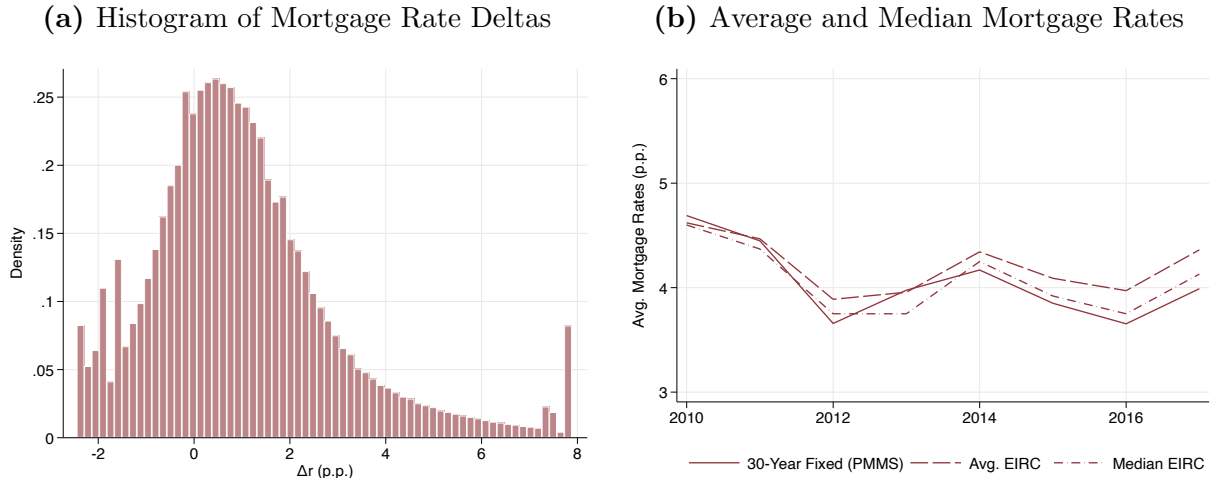 (a) Histogram of Mortgage Rate Deltas
.25
.2
.15
.1
.05
0
Density
-2
0
2
4
6
8
Δr (p.p.)
(b) Average and Median Mortgage Rates
6
5
4
3
Avg. Mortgage Rates (p.p.)
2010
2012
2014
2016
30-Year Fixed (PMMS)
Avg. EIRC
Median EIRC